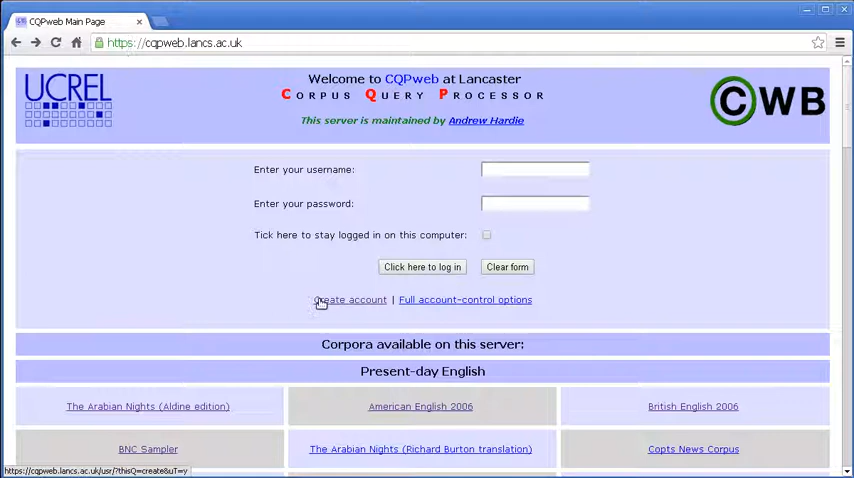 CQPweb Main Page
https://cqpweb.lancs.ac.uk
UCREL
Welcome to CQPweb at Lancaster
CORPUS QUERY PROCESSOR
This server is maintained by Andrew Hardie
CWB
Enter your username:
Enter your password:
Tick here to stay logged in on this computer:
Click here to log in
Clear form
Create account | Full account-control options
Corpora available on this server:
Present-day English
The Arabian Nights (Aldine edition)
American English 2006
British English 2006
BNC Sampler
The Arabian Nights (Richard Burton translation)
Copts News Corpus
https://cqpweb.lancs.ac.uk/usr/?thisQ=create&uT=y